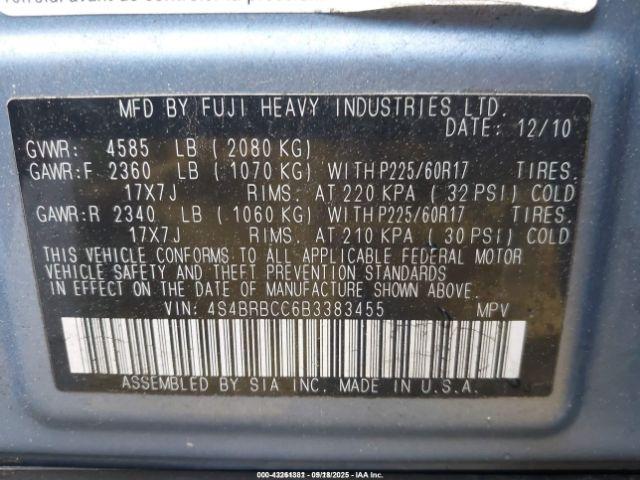 MFD BY FUJI HEAVY INDUSTRIES LTD.
DATE: 12/10
GVWR: 4585 LB ( 2080 KG)
GAWR:F 2360 LB ( 1070 KG) WITH P225/60R17 TIRES.
17X7J RIMS. AT 220 KPA ( 32 PSI) COLD
GAWR:R 2340 LB ( 1060 KG) WITH P225/60R17 TIRES.
17X7J RIMS. AT 210 KPA ( 30 PSI) COLD
THIS VEHICLE CONFORMS TO ALL APPLICABLE FEDERAL MOTOR
VEHICLE SAFETY AND THEFT PREVENTION STANDARDS
IN EFFECT ON THE DATE OF MANUFACTURE SHOWN ABOVE.
VIN: 4S4BRBCC6B3383455 MPV
ASSEMBLED BY SIA INC. MADE IN U.S.A.
000-43261382 - 09/18/2025 - IAAI